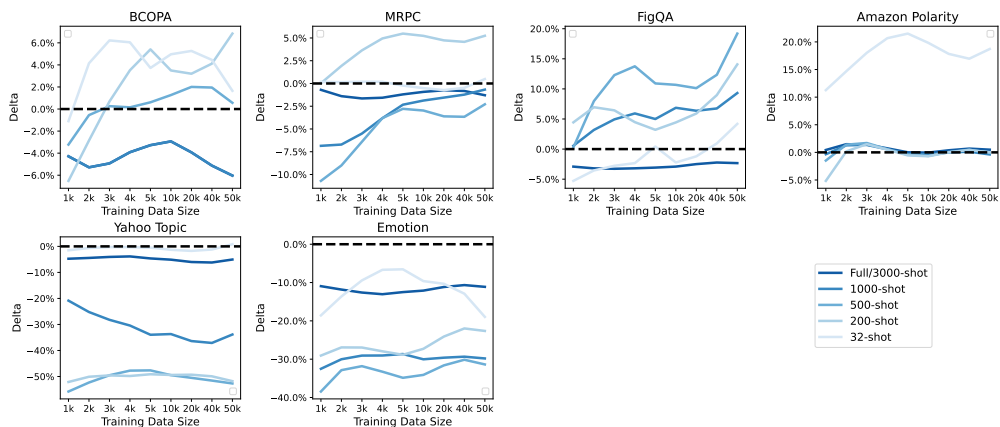 BCOPA
Delta
6.0%
4.0%
2.0%
0.0%
−2.0%
−4.0%
−6.0%
1k 2k 3k 4k 5k 10k 20k 40k 50k
Training Data Size
MRPC
Delta
5.0%
0.0%
−2.5%
−5.0%
−7.5%
−10.0%
1k 2k 3k 4k 5k 10k 20k 40k 50k
Training Data Size
FigQA
Delta
20.0%
15.0%
10.0%
5.0%
0.0%
−5.0%
1k 2k 3k 4k 5k 10k 20k 40k 50k
Training Data Size
Amazon Polarity
Delta
20.0%
15.0%
10.0%
5.0%
0.0%
−5.0%
1k 2k 3k 4k 5k 10k 20k 40k 50k
Training Data Size
Yahoo Topic
Delta
0%
−10%
−20%
−30%
−40%
−50%
1k 2k 3k 4k 5k 10k 20k 40k 50k
Training Data Size
Emotion
Delta
0.0%
−10.0%
−20.0%
−30.0%
−40.0%
1k 2k 3k 4k 5k 10k 20k 40k 50k
Training Data Size
Full/3000-shot
1000-shot
500-shot
200-shot
32-shot